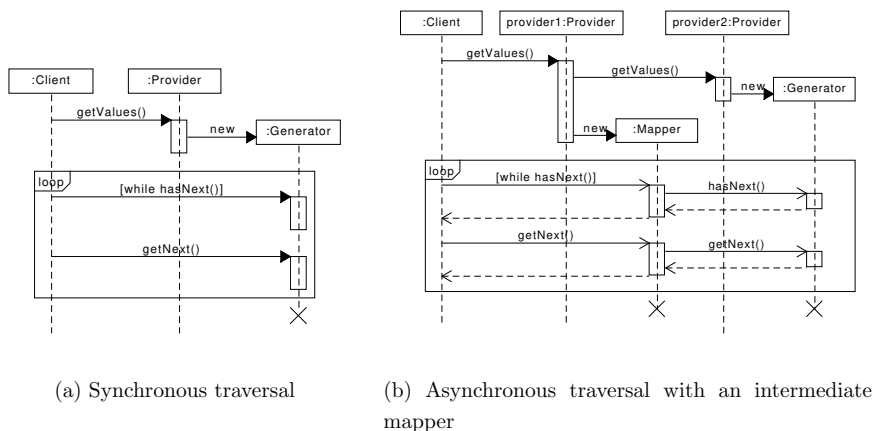 :Client
:Provider
getValues()
new
:Generator
loop
[while hasNext()]
getNext()
(a) Synchronous traversal
:Client
provider1:Provider
provider2:Provider
getValues()
getValues()
new
:Generator
new
:Mapper
loop
[while hasNext()]
hasNext()
getNext()
getNext()
(b) Asynchronous traversal with an intermediate
mapper